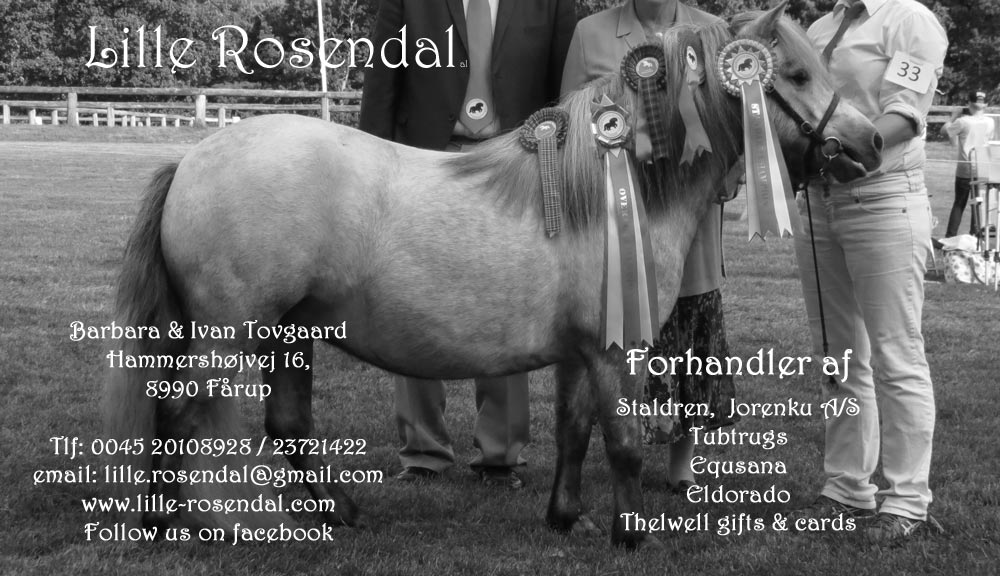 Lille Rosendal
al
33
Barbara & Ivan Tovgaard
Hammershøjvej 16,
8990 Fårup
Tlf: 0045 20108928 / 23721422
email: lille.rosendal@gmail.com
www.lille-rosendal.com
Follow us on facebook
Forhandler af
Staldren, Jorenku A/S
Tubtrugs
Equsana
Eldorado
Thelwell gifts & cards